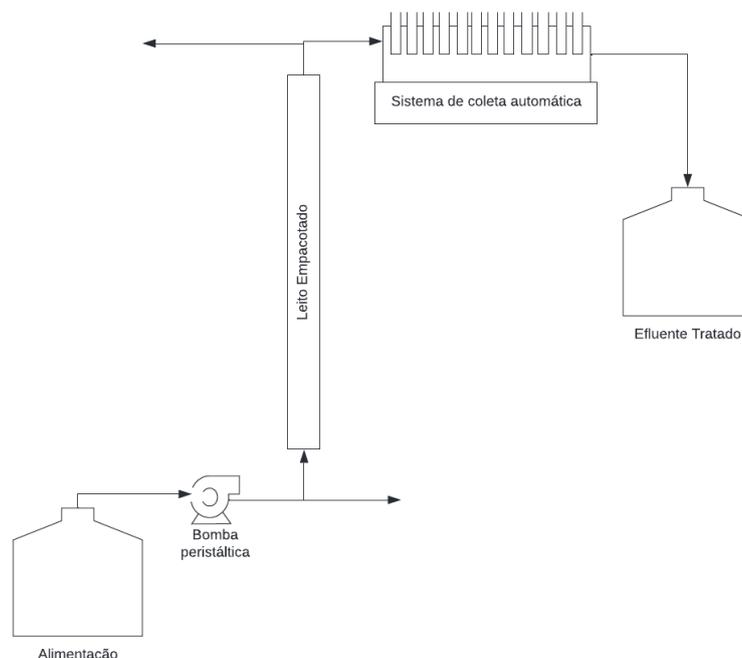 Sistema de coleta automática
Leito Empacotado
Efluente Tratado
Bomba
peristáltica
Alimentação